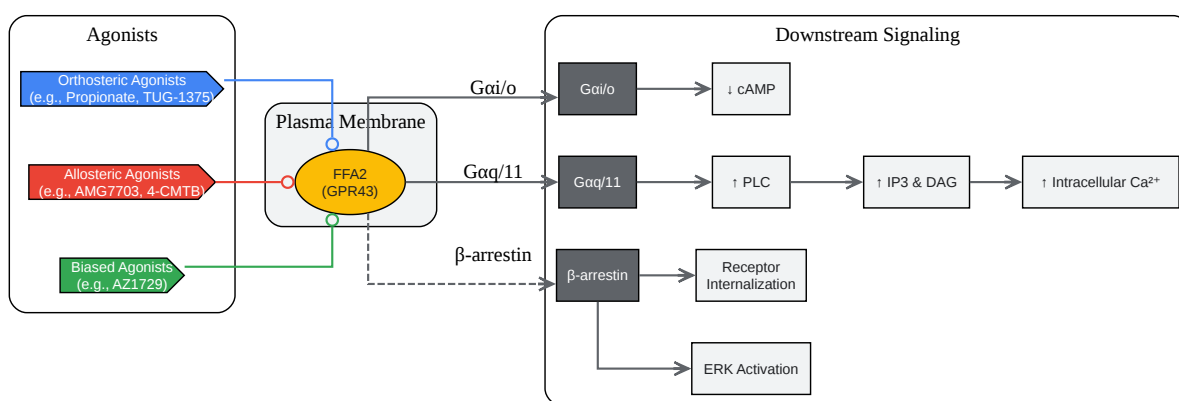 Agonists
Orthosteric Agonists
(e.g., Propionate, TUG-1375)
Allosteric Agonists
(e.g., AMG7703, 4-CMTB)
Biased Agonists
(e.g., AZ1729)
Plasma Membrane
FFA2
(GPR43)
Gαi/o
Gαq/11
β-arrestin
Downstream Signaling
Gαi/o
↓ cAMP
Gαq/11
↑ PLC
↑ IP3 & DAG
↑ Intracellular Ca²⁺
β-arrestin
Receptor
Internalization
ERK Activation